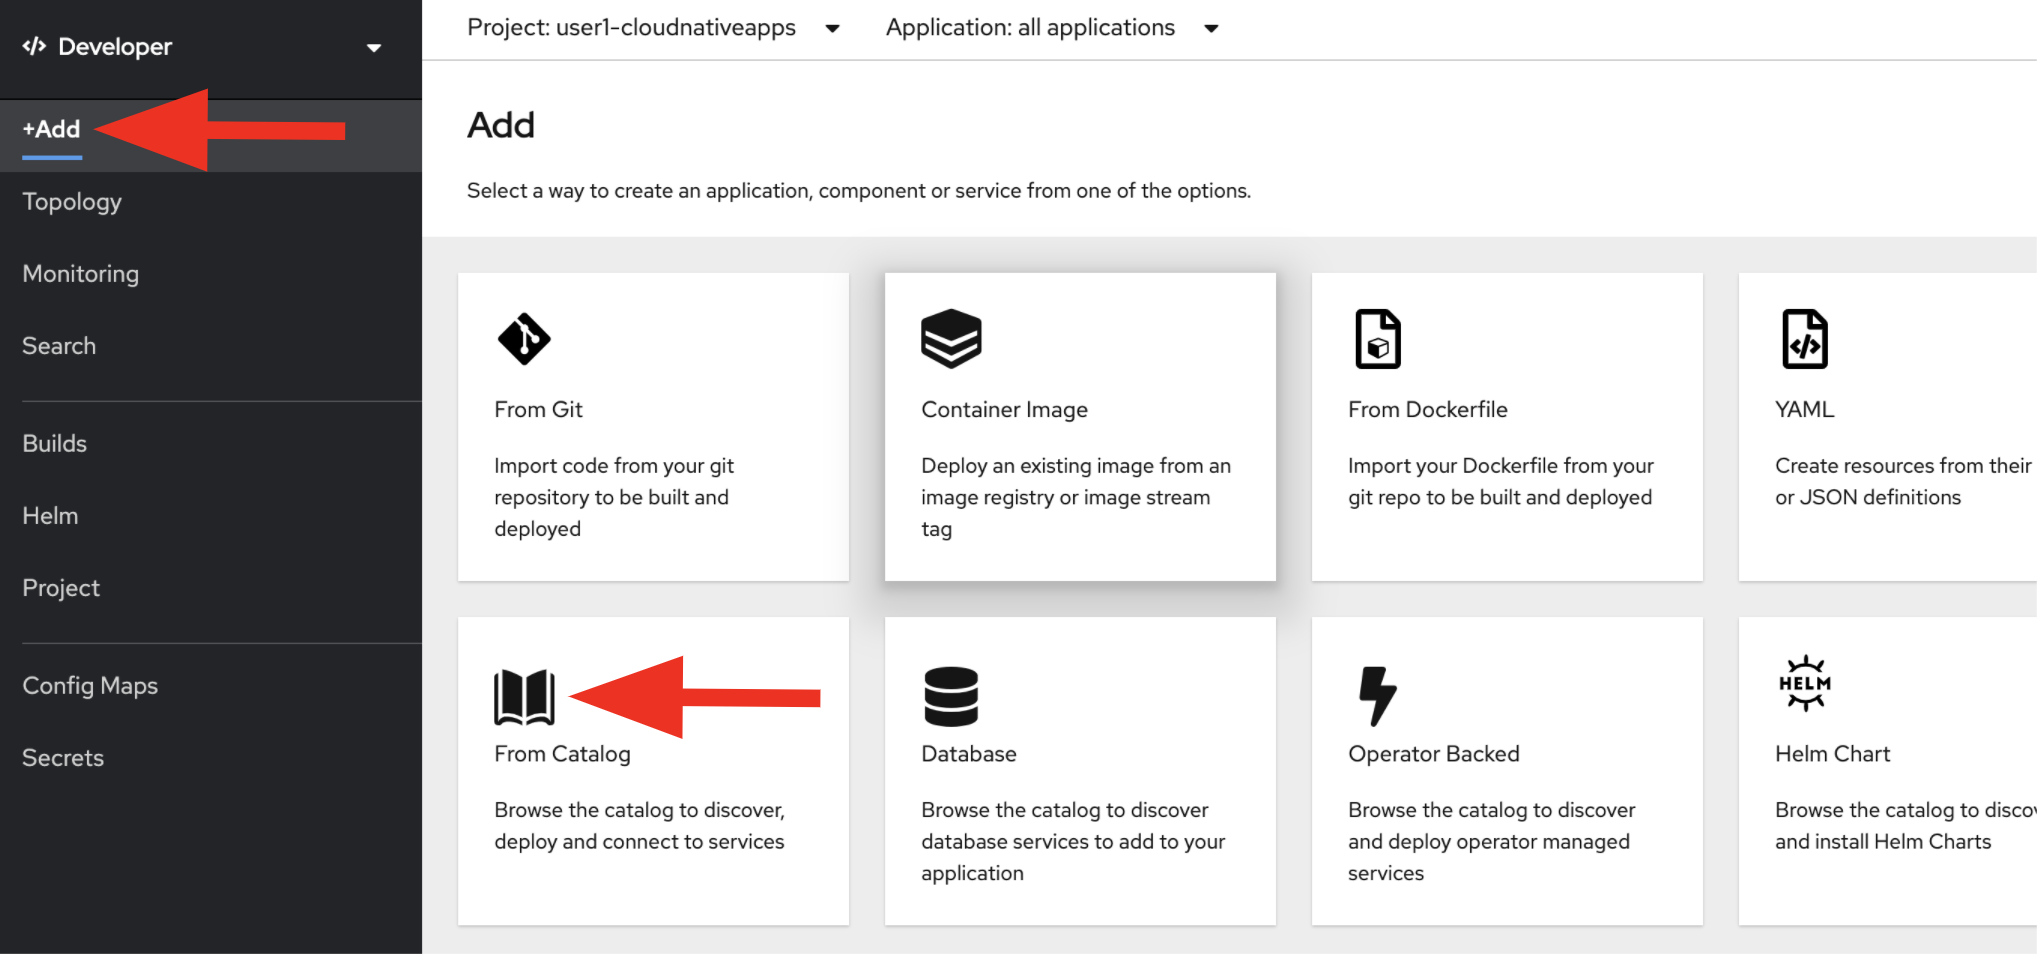 Developer
+Add
Topology
Monitoring
Search
Builds
Helm
Project
Config Maps
Secrets
Project: user1-cloudnativeapps
Application: all applications
Add
Select a way to create an application, component or service from one of the options.
From Git
Import code from your git
repository to be built and
deployed
Container Image
Deploy an existing image from an
image registry or image stream
tag
From Dockerfile
Import your Dockerfile from your
git repo to be built and deployed
YAML
Create resources from their
or JSON definitions
From Catalog
Browse the catalog to discover,
deploy and connect to services
Database
Browse the catalog to discover
database services to add to your
application
Operator Backed
Browse the catalog to discover
and deploy operator managed
services
HELM
Helm Chart
Browse the catalog to
and install Helm Charts